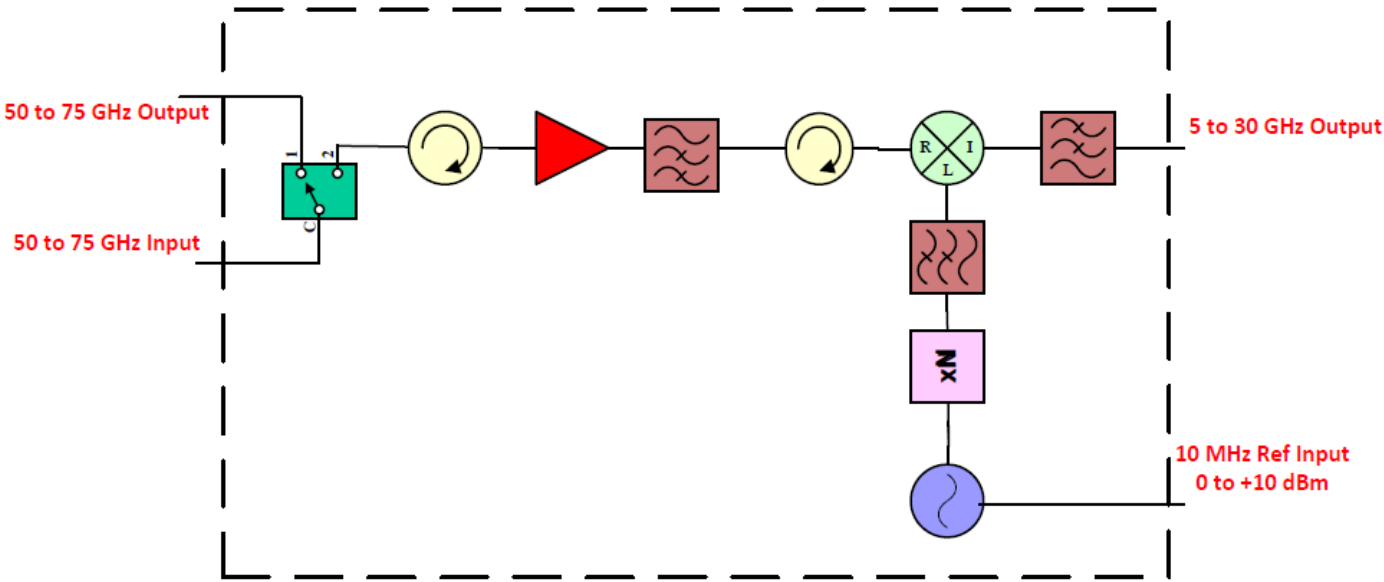 50 to 75 GHz Output
5 to 30 GHz Output
1
2
R
I
L
C
50 to 75 GHz Input
Nx
10 MHz Ref Input
0 to +10 dBm